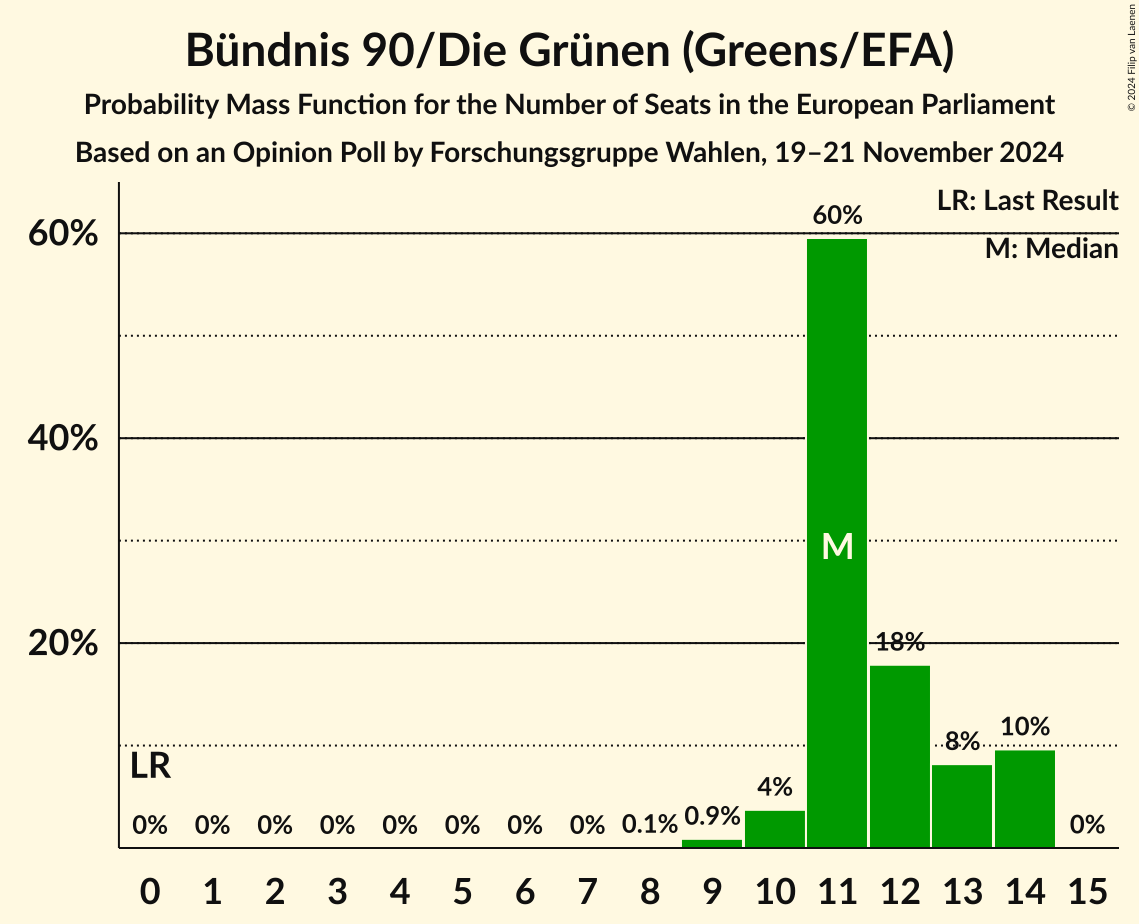 Bündnis 90/Die Grünen (Greens/EFA)
Probability Mass Function for the Number of Seats in the European Parliament
Based on an Opinion Poll by Forschungsgruppe Wahlen, 19–21 November 2024
© 2024 Filip van Laenen
LR: Last Result
M: Median
60%
40%
20%
60%
M
18%
8%
10%
LR
4%
0% 0% 0% 0% 0% 0% 0% 0% 0.1% 0.9% 0%
0 1 2 3 4 5 6 7 8 9 10 11 12 13 14 15